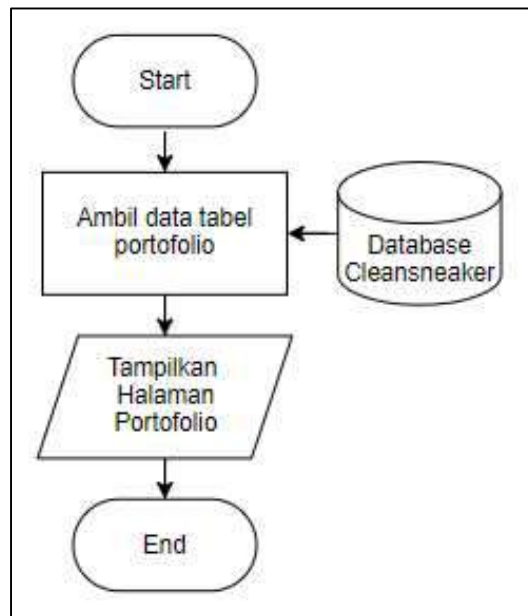 Start
Ambil data tabel
portofolio
Database
Cleansneaker
Tampilkan
Halaman
Portofolio
End